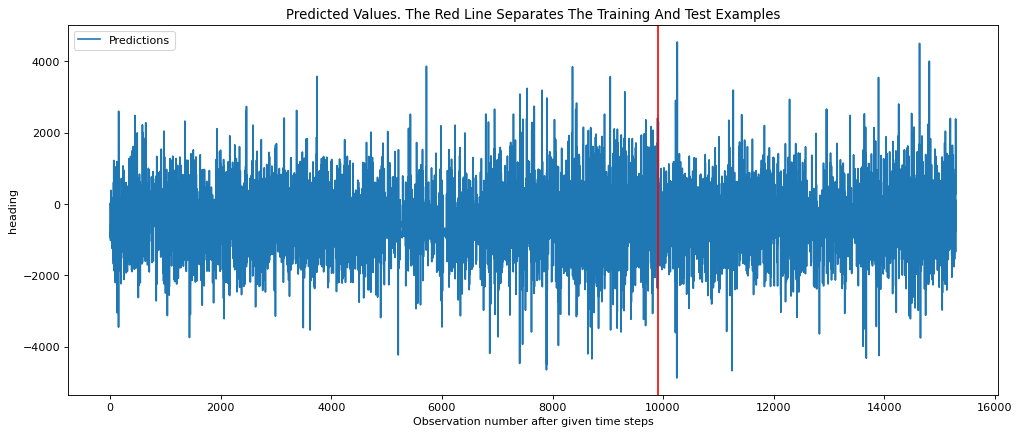 Predicted Values. The Red Line Separates The Training And Test Examples
Predictions
4000
2000
0
−2000
−4000
heading
0 2000 4000 6000 8000 10000 12000 14000 16000
Observation number after given time steps